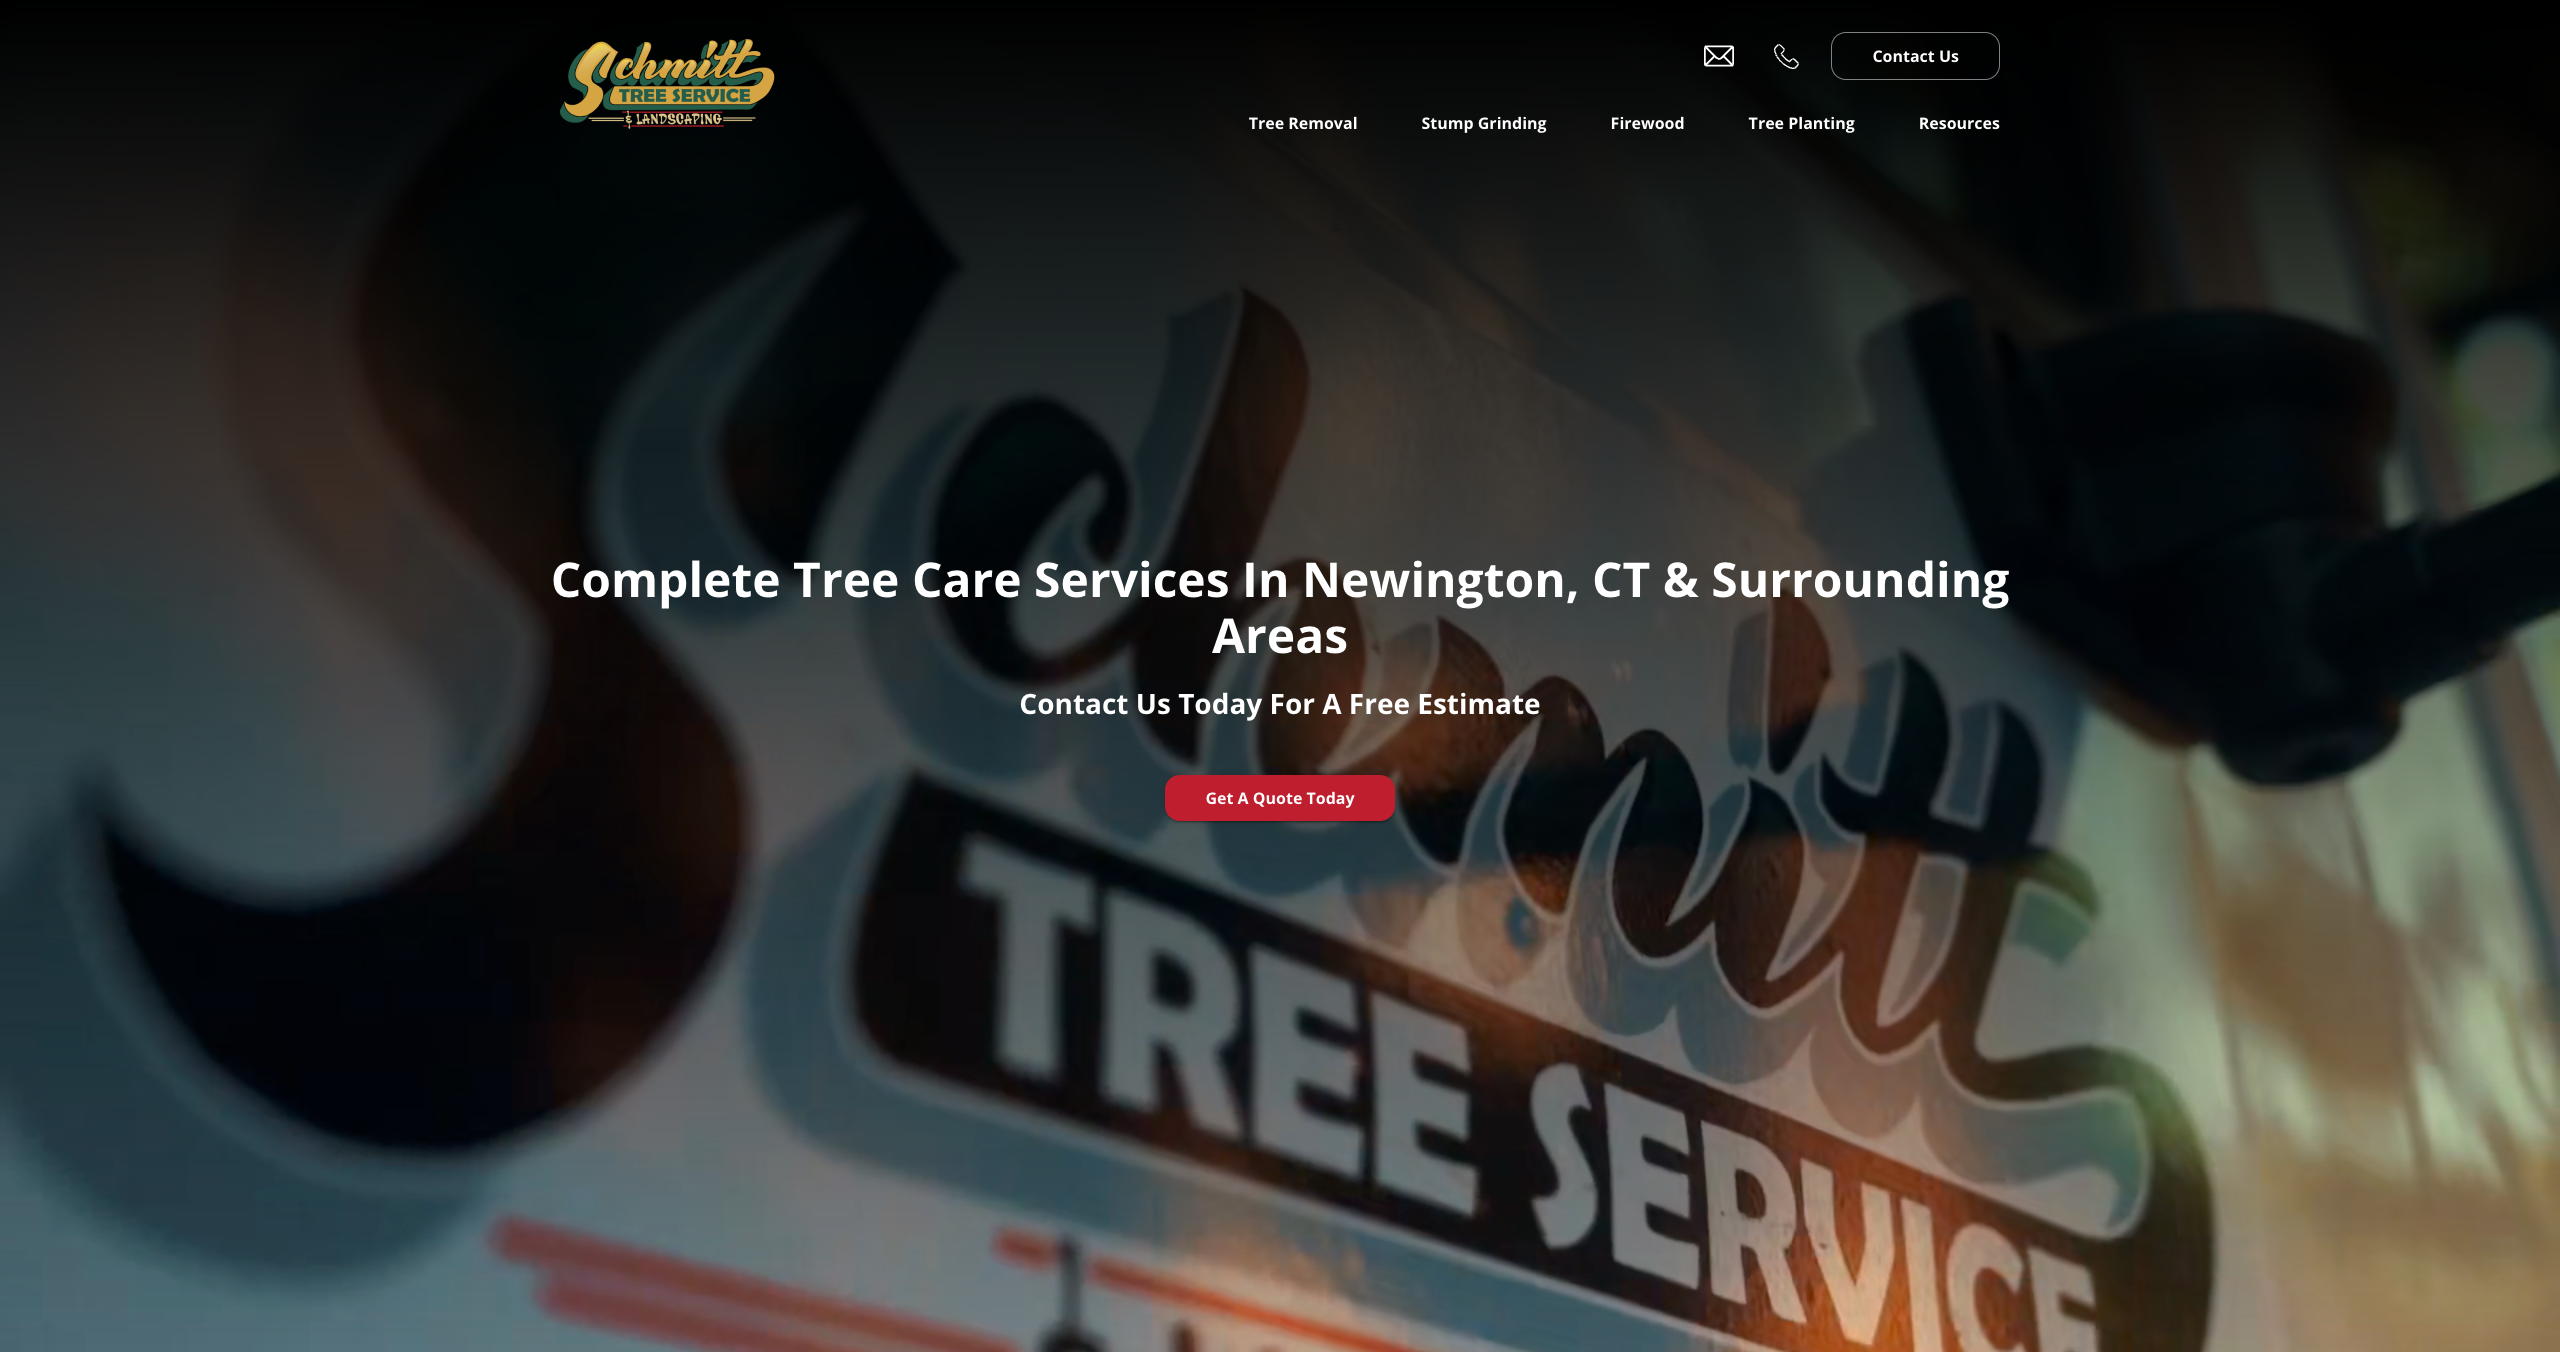 Schmitt
TREE SERVICE
& LANDSCAPING
Contact Us
Tree Removal
Stump Grinding
Firewood
Tree Planting
Resources
Complete Tree Care Services In Newington, CT & Surrounding
Areas
Contact Us Today For A Free Estimate
Get A Quote Today
Schmitt
TREE SERVICE